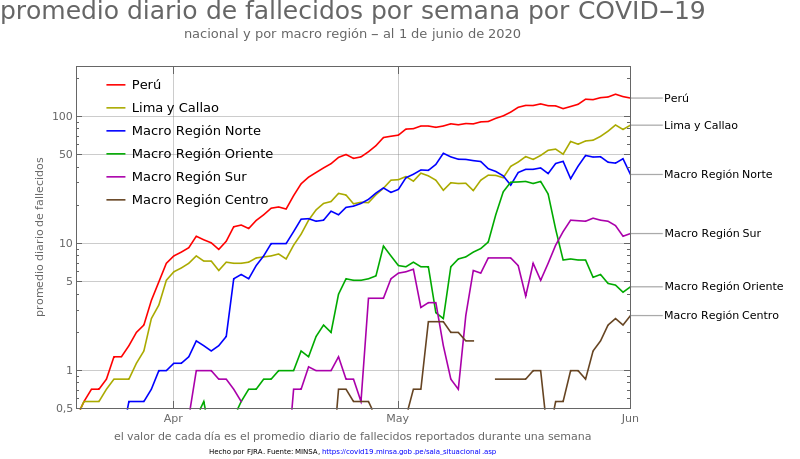 promedio diario de fallecidos por semana por COVID−19
nacional y por macro región − al 1 de junio de 2020
Perú
Lima y Callao
Macro Región Norte
Macro Región Oriente
Macro Región Sur
Macro Región Centro
promedio diario de fallecidos
100
50
10
5
1
0,5
Apr
May
Jun
Perú
Lima y Callao
Macro Región Norte
Macro Región Sur
Macro Región Oriente
Macro Región Centro
el valor de cada día es el promedio diario de fallecidos reportados durante una semana
Hecho por FJRA. Fuente: MINSA, https://covid19.minsa.gob.pe/sala_situacional .asp